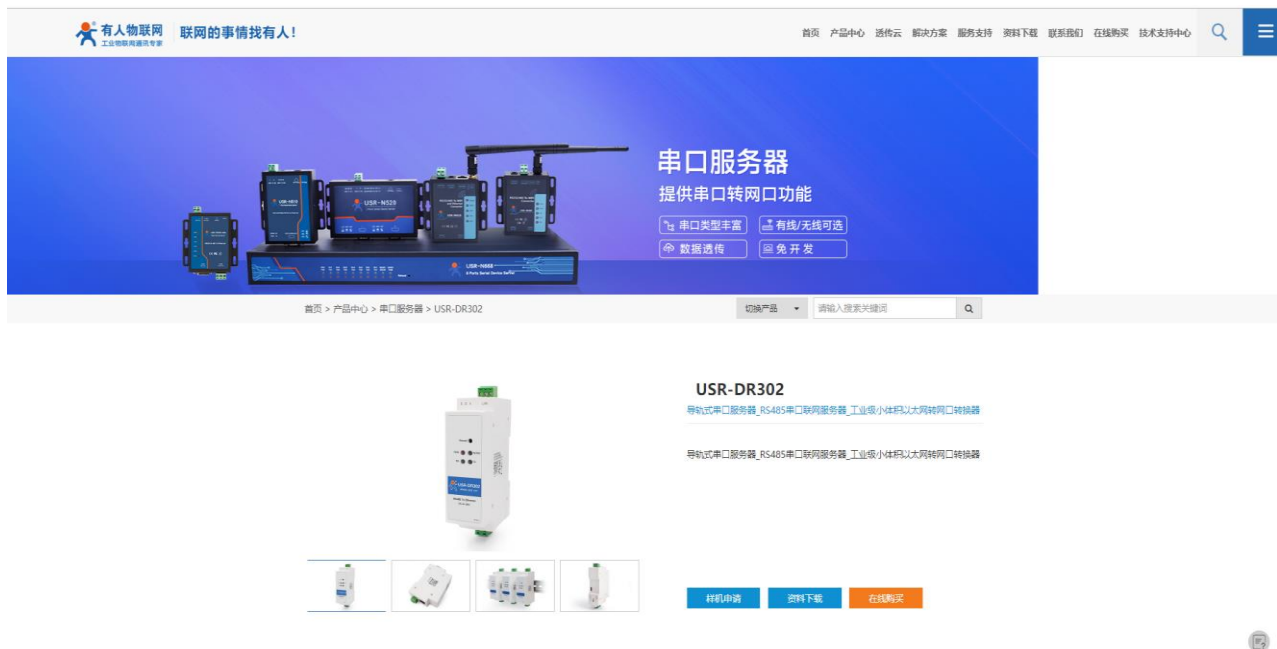 有人物联网
工业物联网通讯专家
联网的事情找有人!
首页 产品中心 透传云 解决方案 服务支持 资料下载 联系我们 在线购买 技术支持中心
串口服务器
提供串口转网口功能
串口类型丰富 有线/无线可选
数据透传 免开发
USR-N520
首页 > 产品中心 > 串口服务器 > USR-DR302
切换产品 请输入搜索关键词
USR-DR302
导轨式串口服务器_RS485串口联网服务器_工业级小体积以太网转网口转换器
导轨式串口服务器_RS485串口联网服务器_工业级小体积以太网转网口转换器
USR-DR302
样机申请 资料下载 在线购买